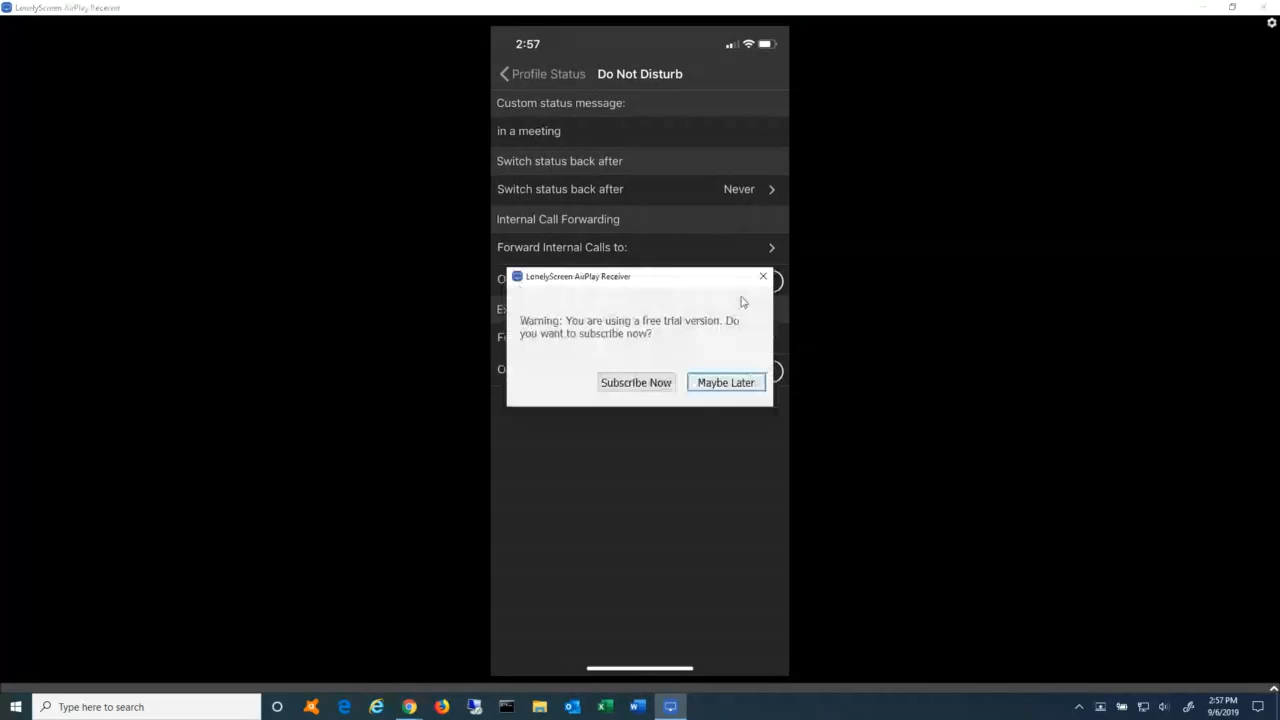 LonelyScreen AirPlay Receiver
2:57
Profile Status Do Not Disturb
Custom status message:
in a meeting
Switch status back after
Switch status back after Never
Internal Call Forwarding
Forward Internal Calls to:
LonelyScreen AirPlay Receiver
Warning: You are using a free trial version. Do
you want to subscribe now?
Subscribe Now Maybe Later
Type here to search
2:57 PM
9/6/2019